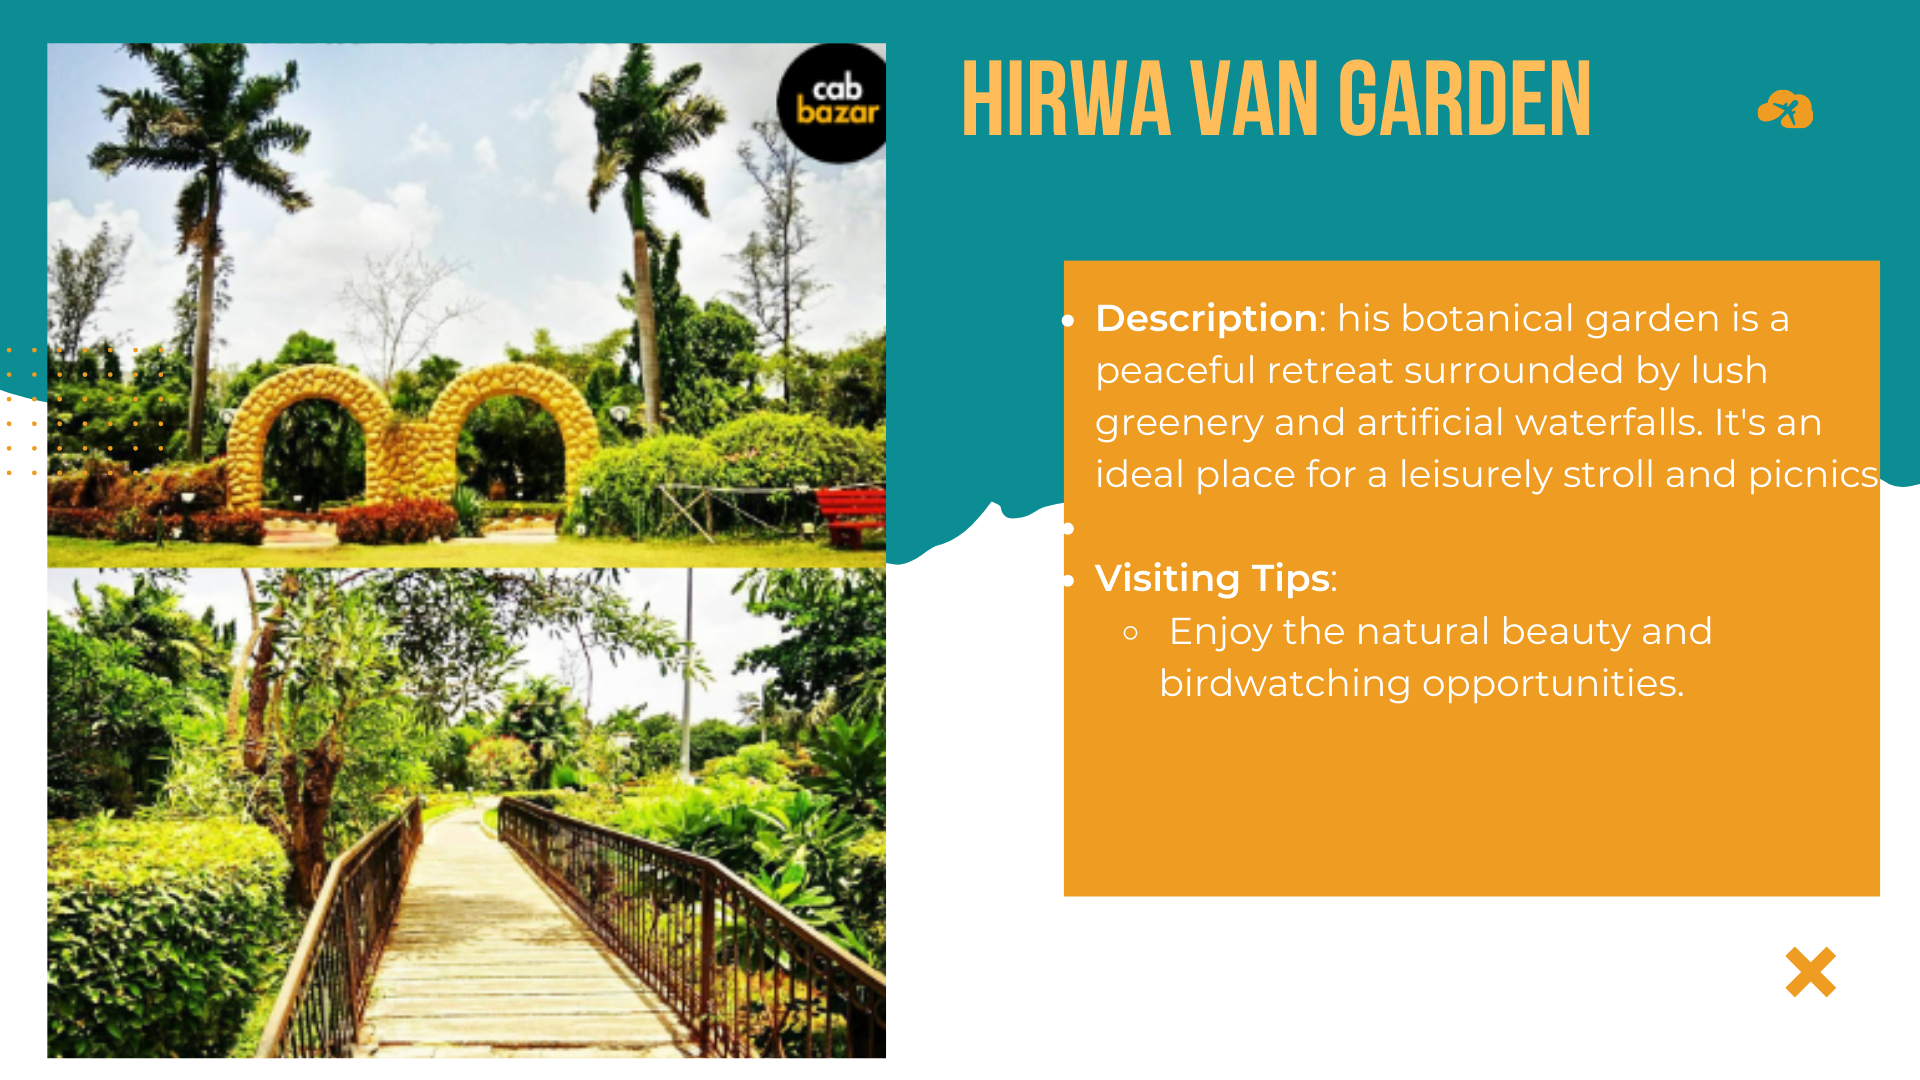 cab
bazar
HIRWA VAN GARDEN
• Description: his botanical garden is a
peaceful retreat surrounded by lush
greenery and artificial waterfalls. It's an
ideal place for a leisurely stroll and picnics
•
• Visiting Tips:
○ Enjoy the natural beauty and
birdwatching opportunities.